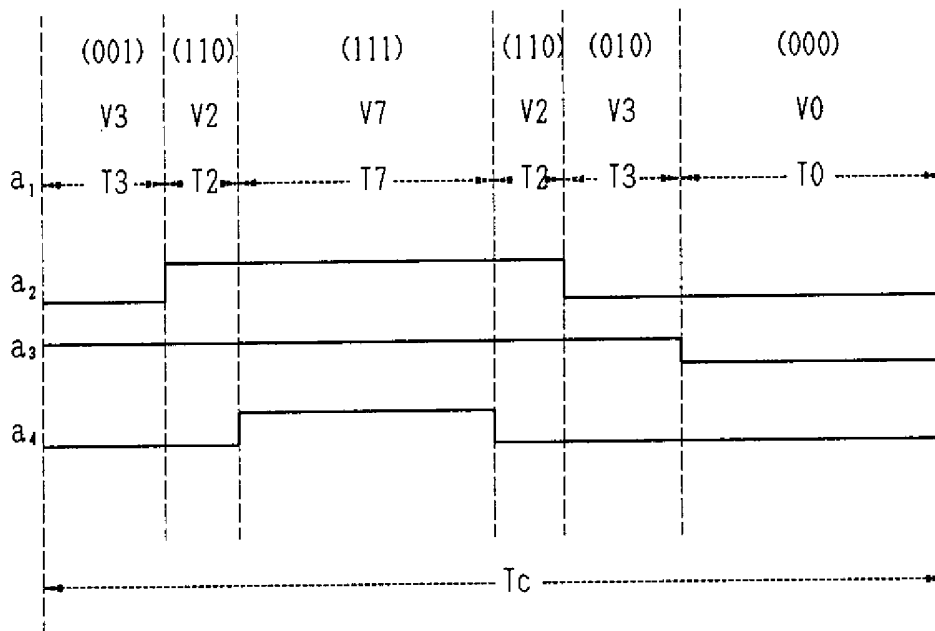 (001) (110) (111) (110) (010) (000)
V3 V2 V7 V2 V3 V0
a₁ T3 T2 T7 T2 T3 T0
a₂
a₃
a₄
Tc